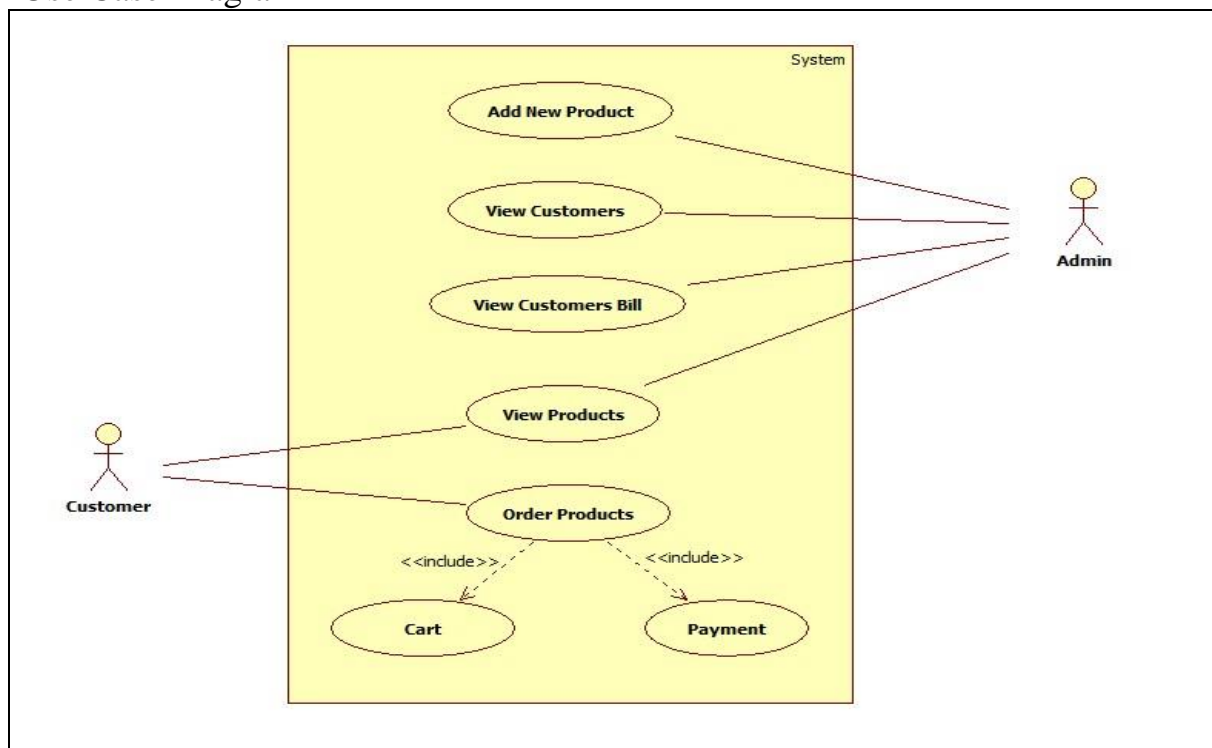 System
Add New Product
View Customers
Admin
View Customers Bill
View Products
Customer
Order Products
<<include>>
<<include>>
Cart
Payment